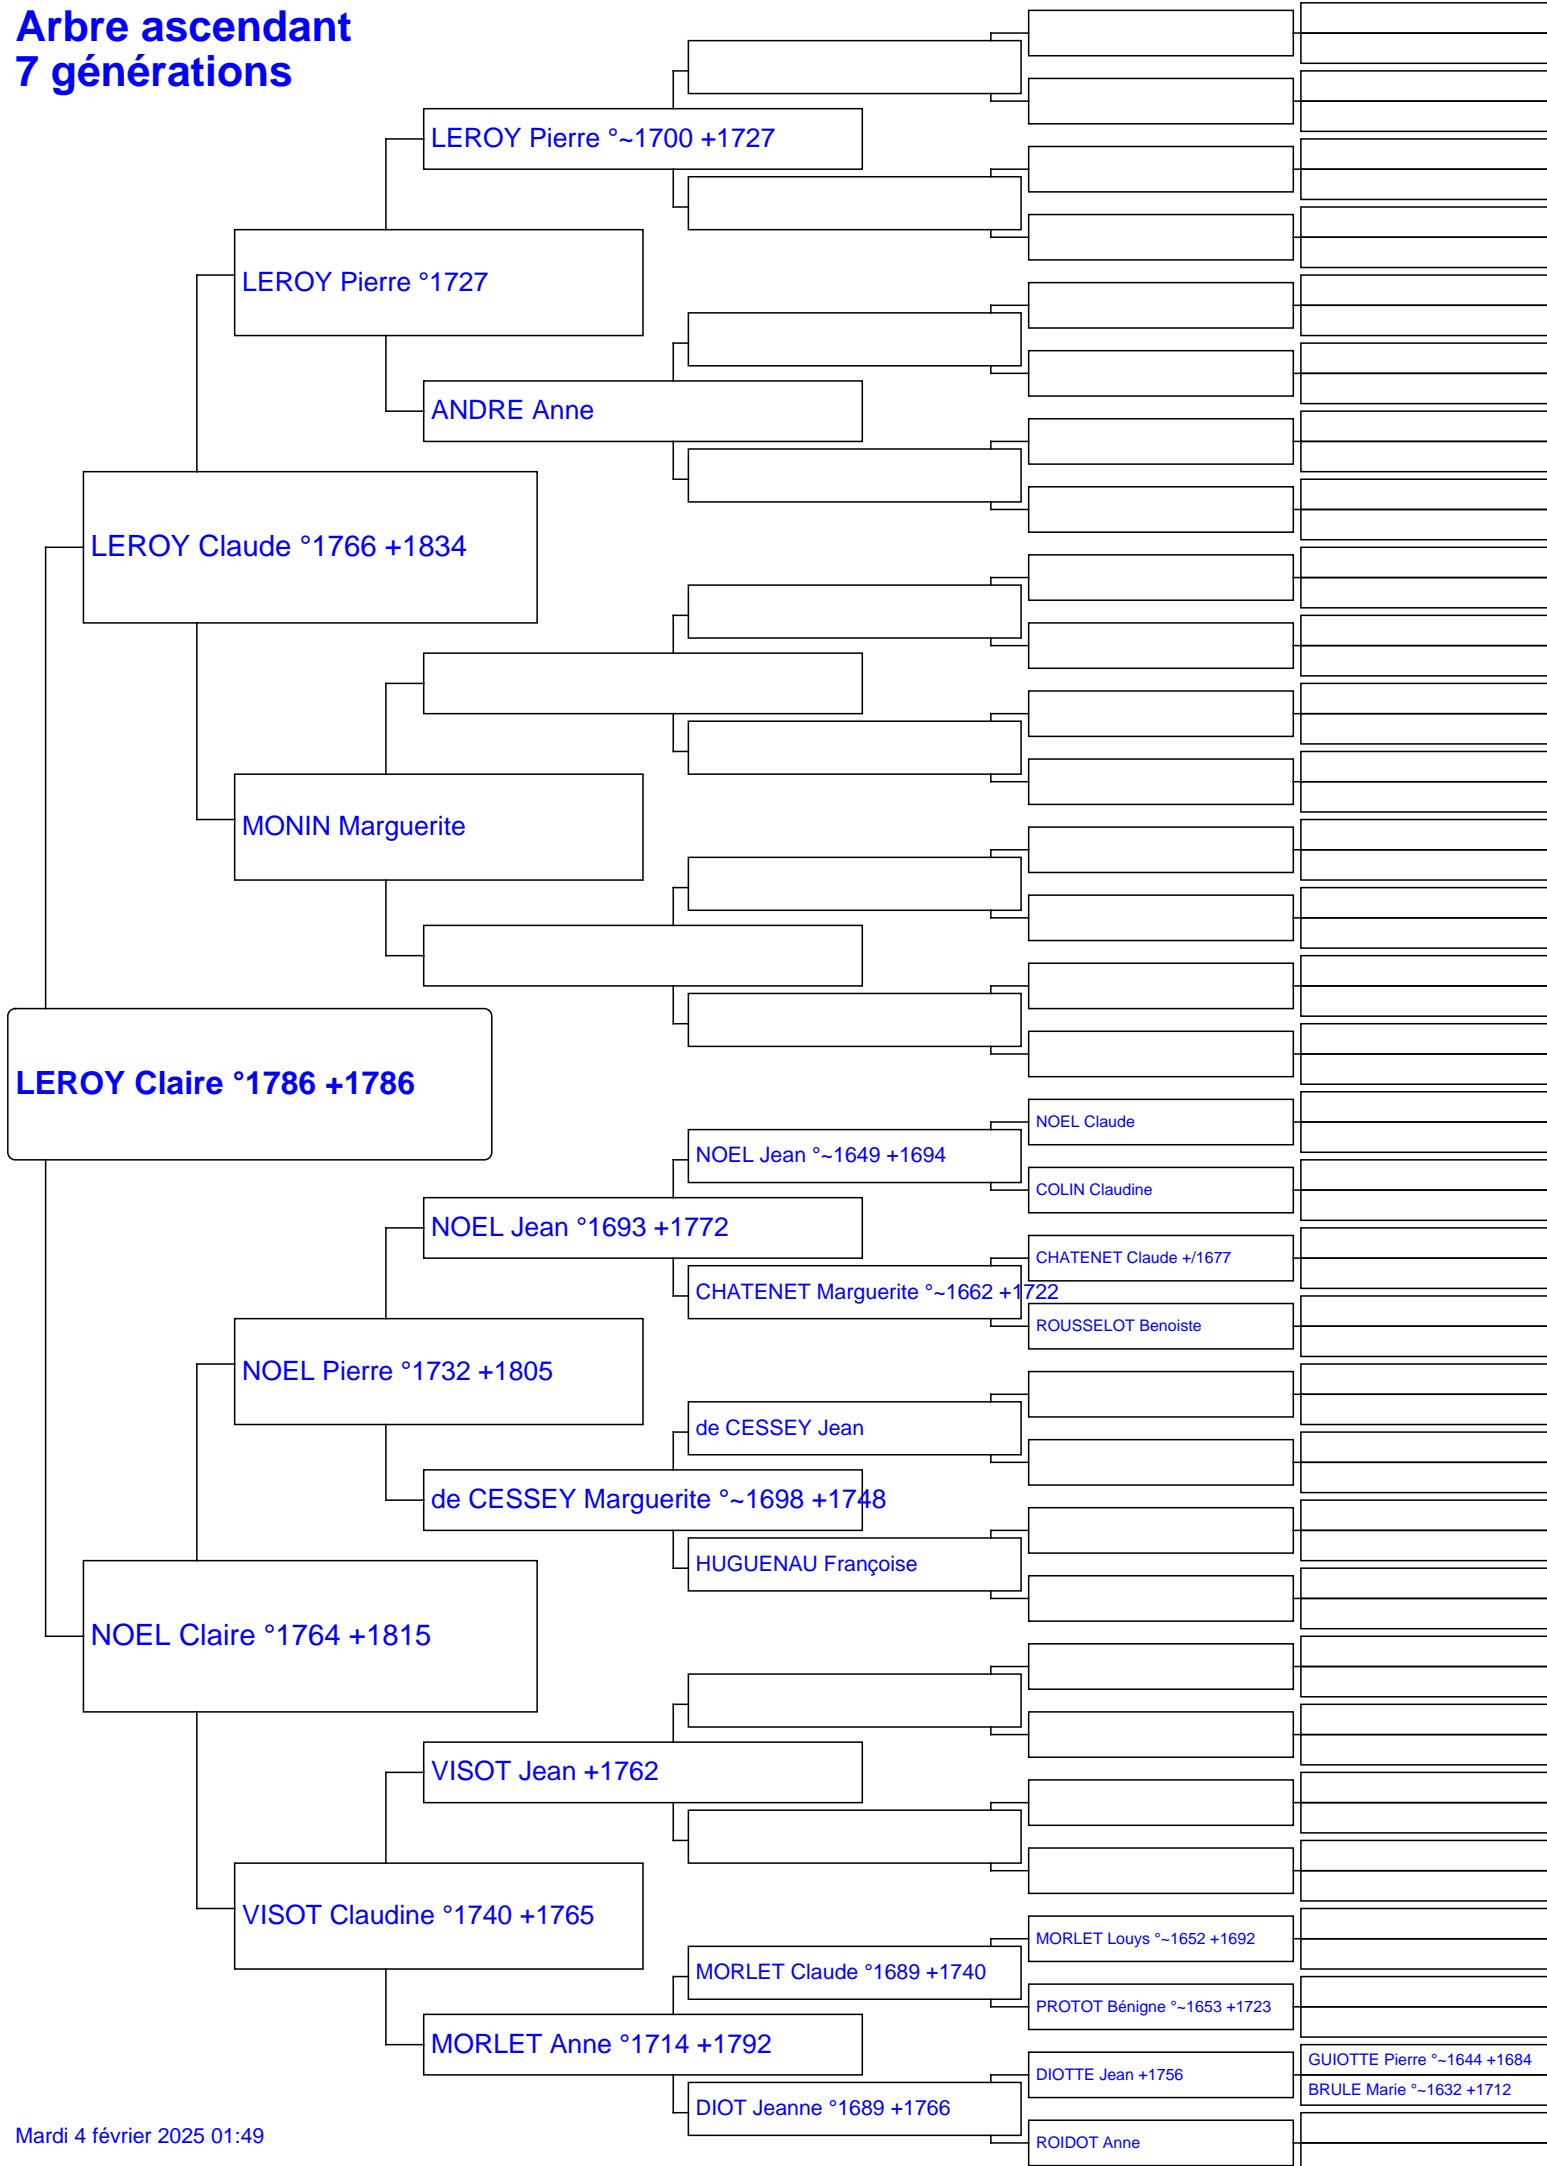 Arbre ascendant
7 générations
LEROY Pierre °~1700 +1727
LEROY Pierre °1727
ANDRE Anne
LEROY Claude °1766 +1834
MONIN Marguerite
LEROY Claire °1786 +1786
NOEL Claude
NOEL Jean °~1649 +1694
COLIN Claudine
NOEL Jean °1693 +1772
CHATENET Claude +/1677
CHATENET Marguerite °~1662 +1722
ROUSSELOT Benoiste
NOEL Pierre °1732 +1805
de CESSEY Jean
de CESSEY Marguerite °~1698 +1748
HUGUENAU Françoise
NOEL Claire °1764 +1815
VISOT Jean +1762
VISOT Claudine °1740 +1765
MORLET Louys °~1652 +1692
MORLET Claude °1689 +1740
PROTOT Bénigne °~1653 +1723
MORLET Anne °1714 +1792
GUIOTTE Pierre °~1644 +1684
DIOTTE Jean +1756
BRULE Marie °~1632 +1712
DIOT Jeanne °1689 +1766
ROIDOT Anne
Mardi 4 février 2025 01:49